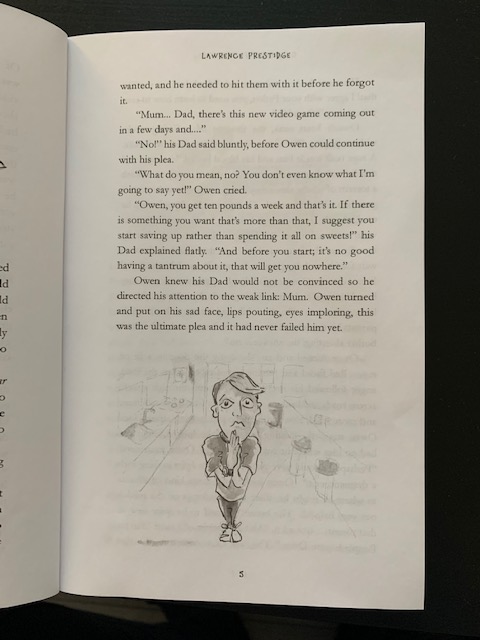 LAWRENCE PRESTIDGE
wanted, and he needed to hit them with it before he forgot
it.
"Mum... Dad, there's this new video game coming out
in a few days and...."
"No!" his Dad said bluntly, before Owen could continue
with his plea.
"What do you mean, no? You don't even know what I'm
going to say yet!" Owen cried.
"Owen, you get ten pounds a week and that's it. If there
is something you want that's more than that, I suggest you
start saving up rather than spending it all on sweets!" his
Dad explained flatly. "And before you start; it's no good
having a tantrum about it, that will get you nowhere."
Owen knew his Dad would not be convinced so he
directed his attention to the weak link: Mum. Owen turned
and put on his sad face, lips pouting, eyes imploring, this
was the ultimate plea and it had never failed him yet.
5